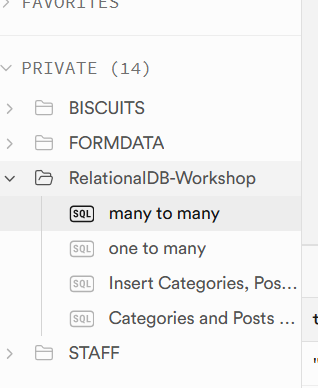 FAVORITES
PRIVATE (14)
BISCUITS
FORMDATA
RelationalDB-Workshop
SQL many to many
SQL one to many
SQL Insert Categories, Pos...
SQL Categories and Posts ...
STAFF